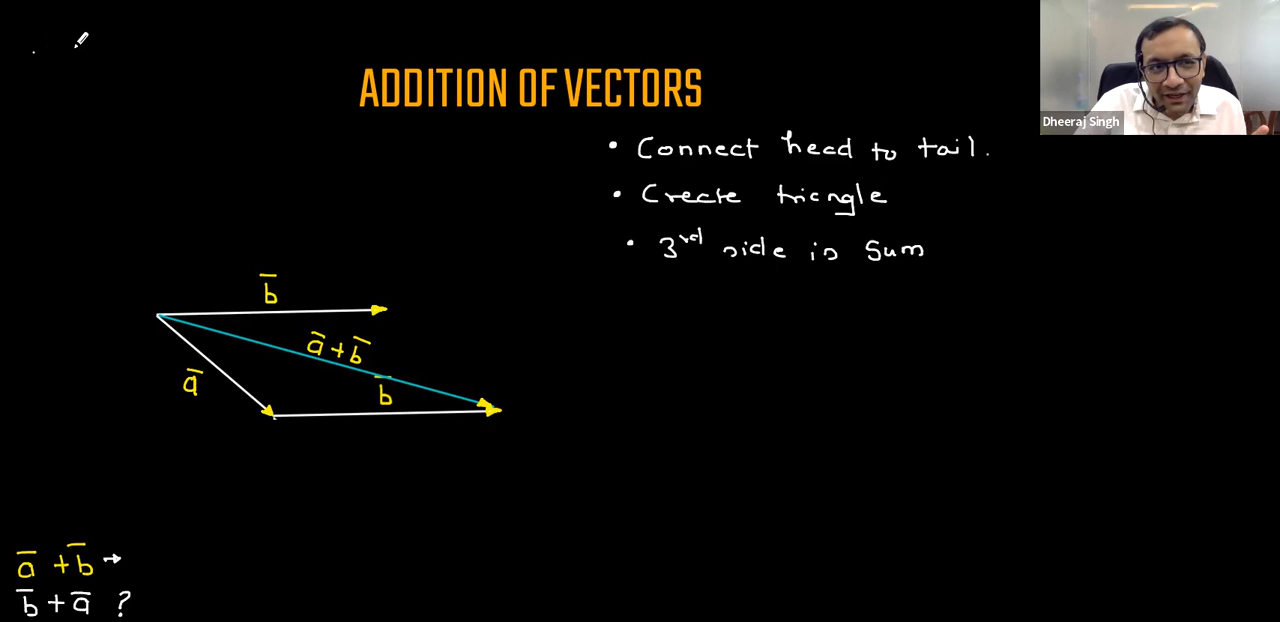 ADDITION OF VECTORS
Dheeraj Singh
• Connect head to tail.
• Create triangle
• 3rd side is sum
b̅
a̅ + b̅
a̅
b̅
a̅ + b̅ →
b̅ + a̅ ?